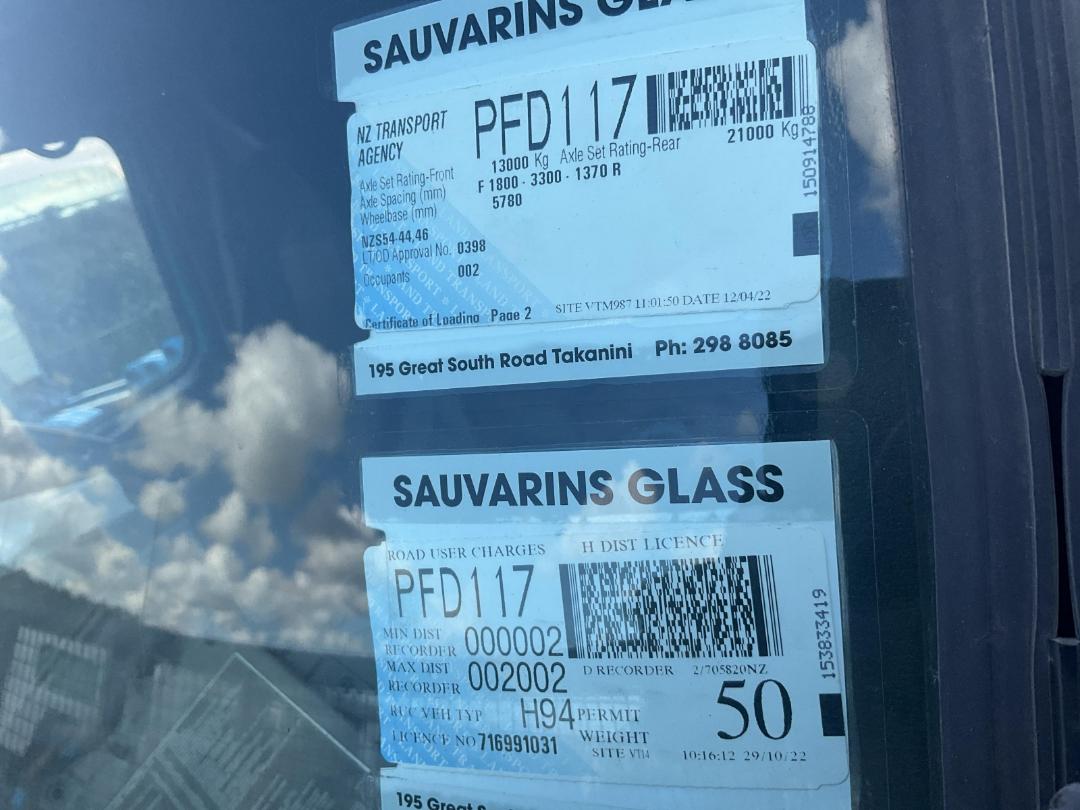 SAUVARINS GLA
NZ TRANSPORT
AGENCY
PFD117
Axle Set Rating-Front 13000 Kg Axle Set Rating-Rear 21000 Kg
Axle Spacing (mm) F 1800 - 3300 - 1370 R
Wheelbase (mm) 5780
NZS54-44,46
LT/OD Approval No. 0398
Occupants 002
Certificate of Loading Page 2
SITE VTM987 11:01:50 DATE 12/04/22
150914788
195 Great South Road Takanini Ph: 298 8085
SAUVARINS GLASS
ROAD USER CHARGES H DIST LICENCE
PFD117
MIN DIST
RECORDER 000002
MAX DIST
RECORDER 002002
D RECORDER 2/705820NZ
RUC VEH TYP H94
PERMIT
WEIGHT 50
LICENCE NO 716991031
SITE VT14 10:16:12 29/10/22
153833419
195 Great